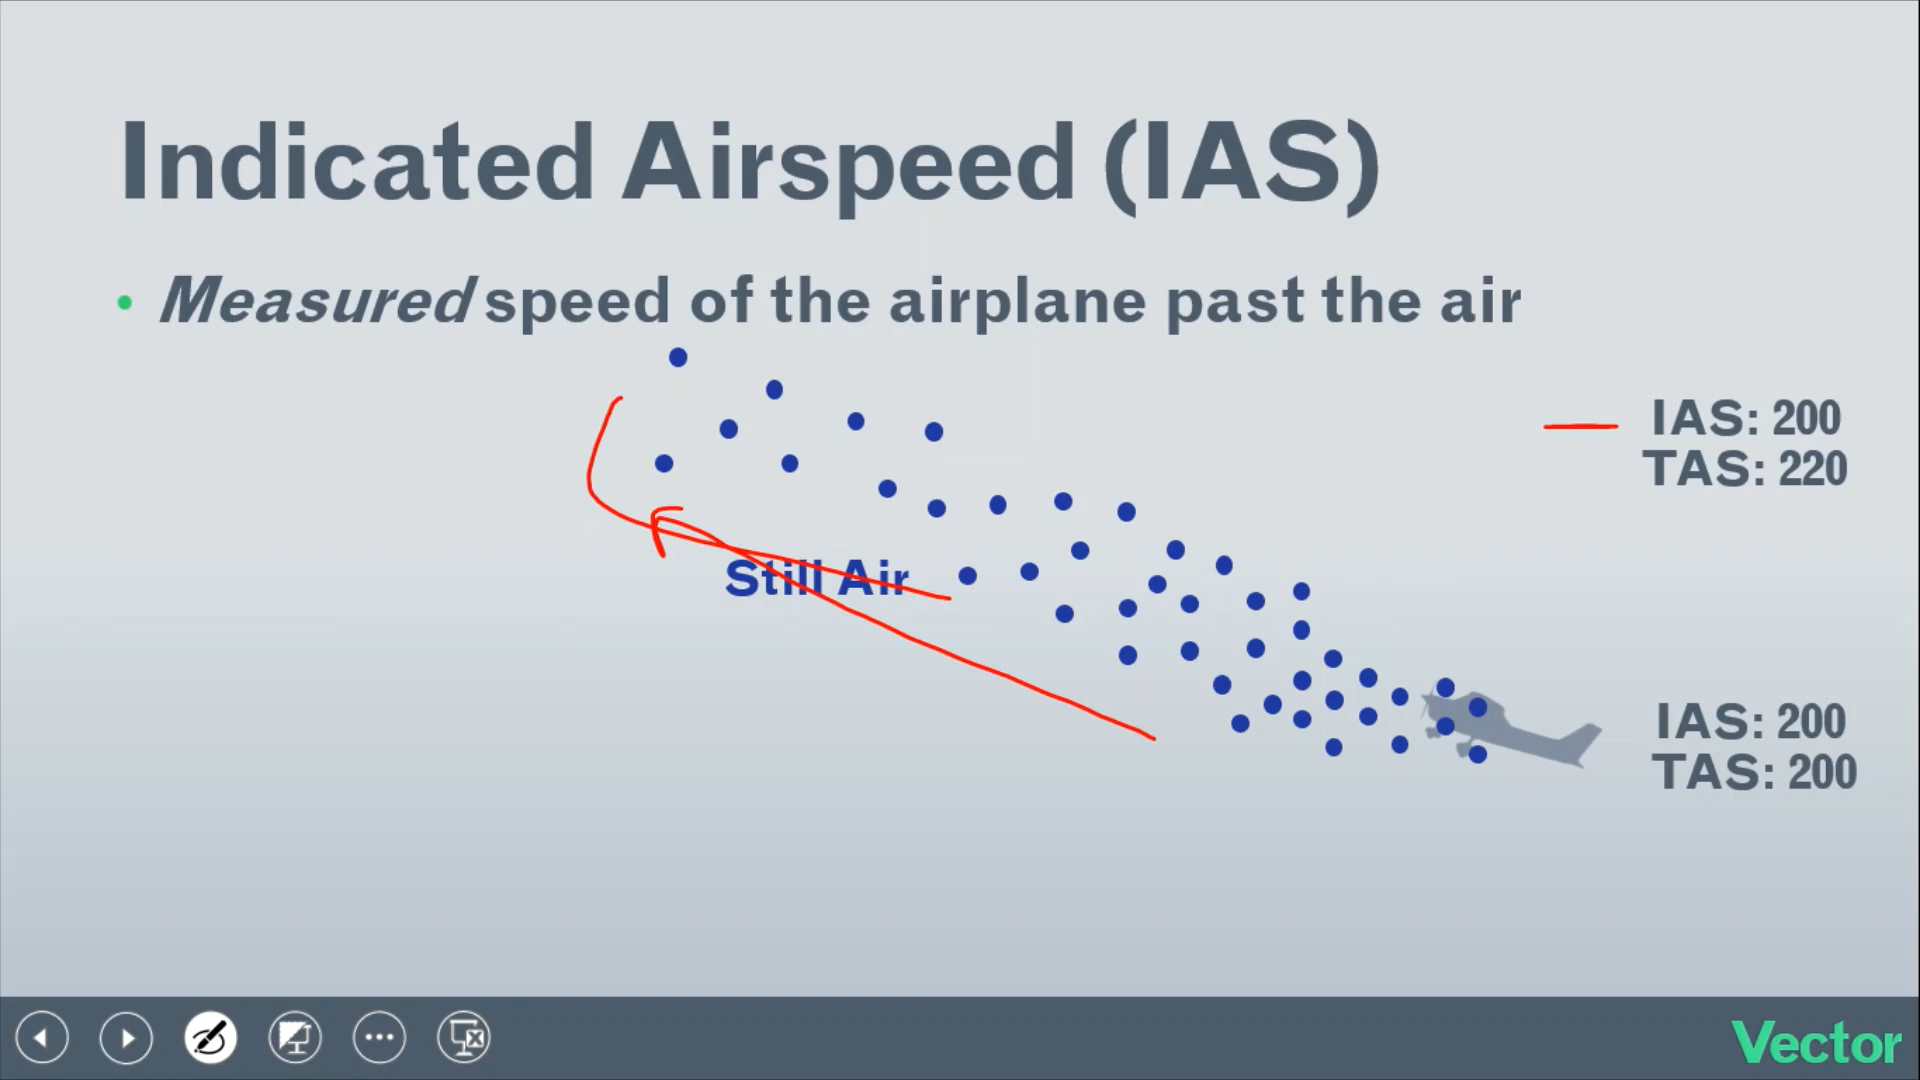 Indicated Airspeed (IAS)
• Measured speed of the airplane past the air
IAS: 200
TAS: 220
Still Air
IAS: 200
TAS: 200
Vector